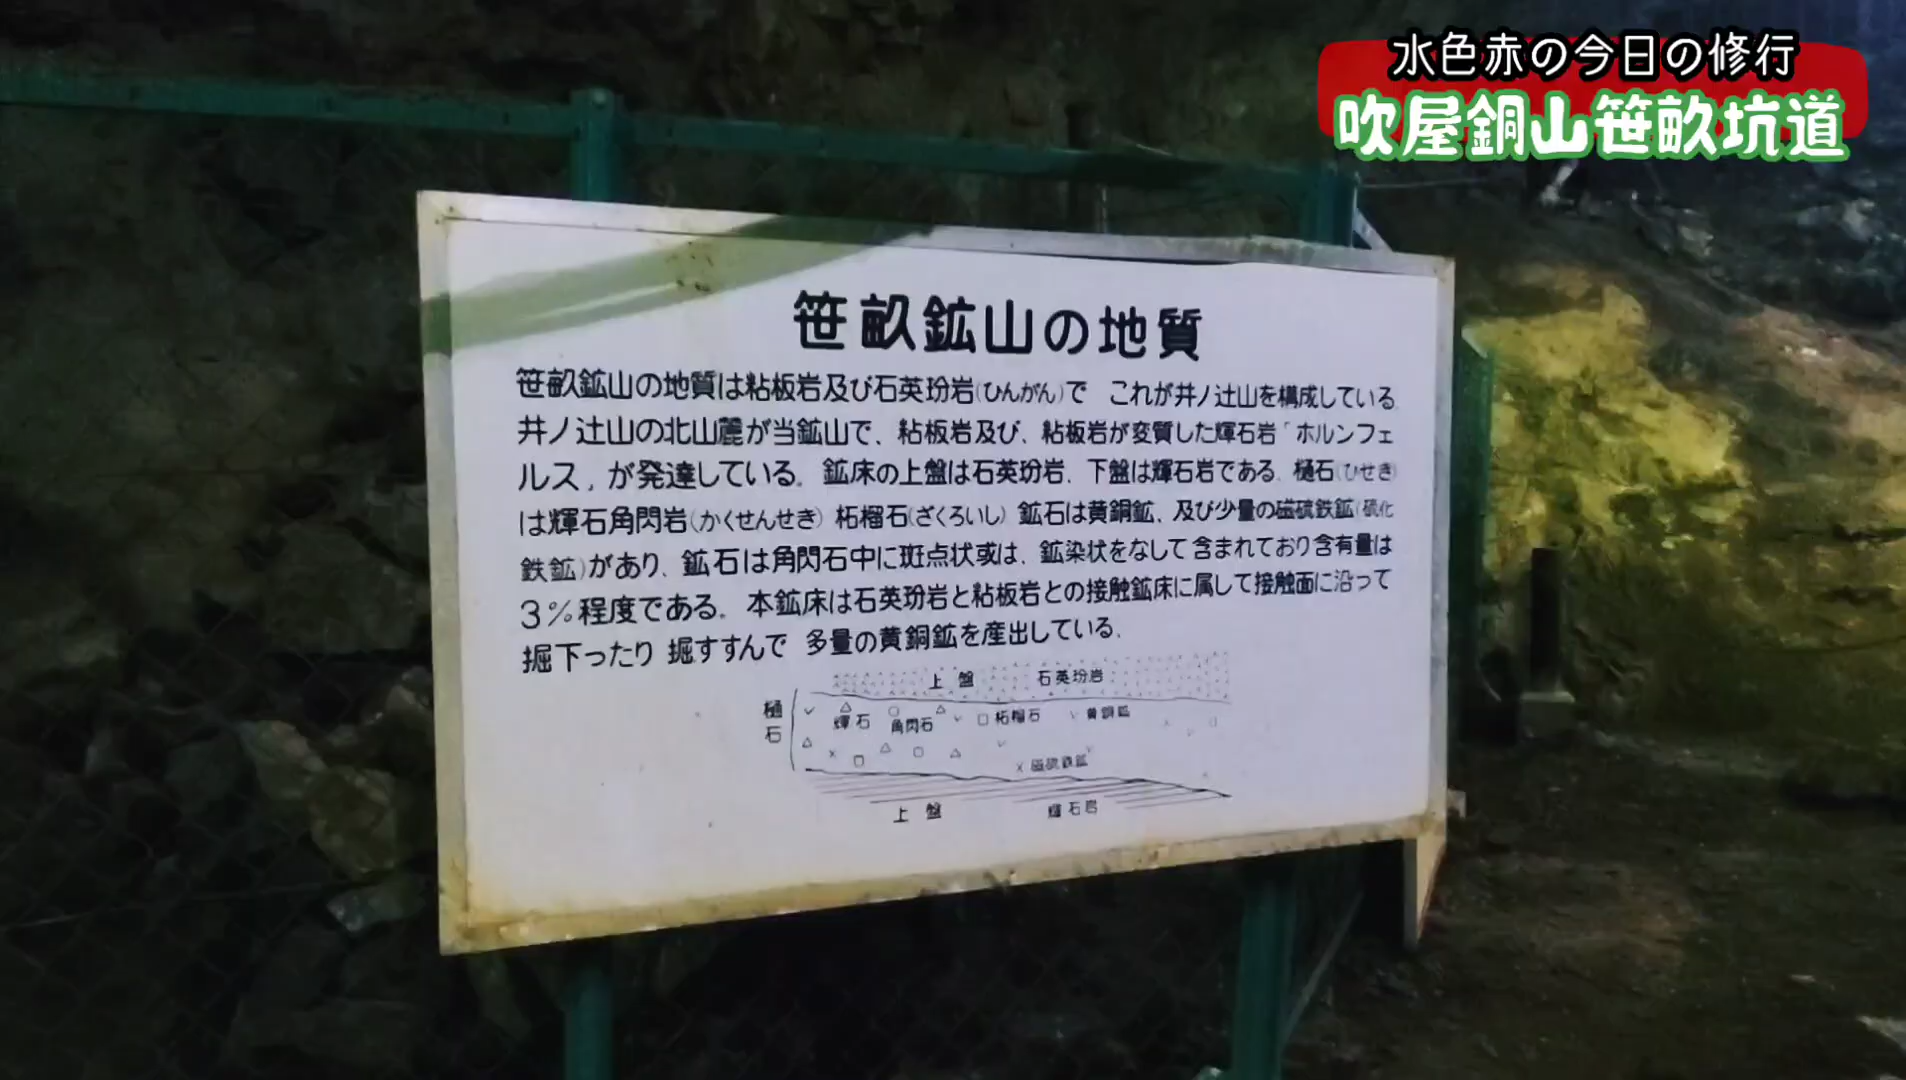 水色赤の今日の修行
吹屋銅山笹畝坑道
笹畝鉱山の地質
笹畝鉱山の地質は粘板岩及び石英玢岩(ひんがん)で これが井ノ辻山を構成している
井ノ辻山の北山麓が当鉱山で、粘板岩及び、粘板岩が変質した輝石岩「ホルンフェ
ルス」が発達している。鉱床の上盤は石英玢岩、下盤は輝石岩である。樋石(ひせき)
は輝石角閃岩(かくせんせき) 柘榴石(ざくろいし) 鉱石は黄銅鉱、及び少量の磁硫鉄鉱(硫化
鉄鉱)があり、鉱石は角閃石中に斑点状或は、鉱染状をなして含まれており含有量は
3%程度である。本鉱床は石英玢岩と粘板岩との接触鉱床に属して接触面に沿って
掘下ったり 掘すすんで 多量の黄銅鉱を産出している.
上盤 石英玢岩
樋石
輝石 角閃石 柘榴石 黄銅鉱
磁硫鉄鉱
上盤 輝石岩